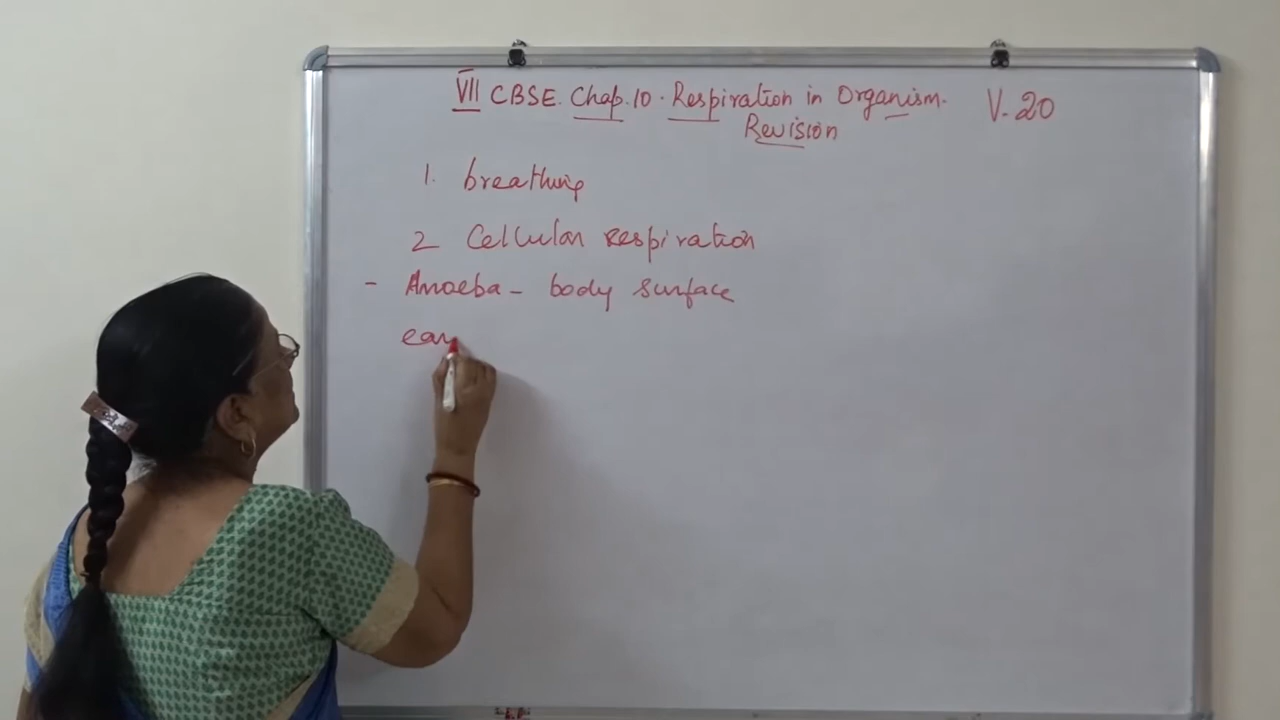 VII CBSE. Chap. 10. Respiration in Organism. V. 20
Revision
1. breathing
2 Cellular respiration
- Amoeba - body surface
ear